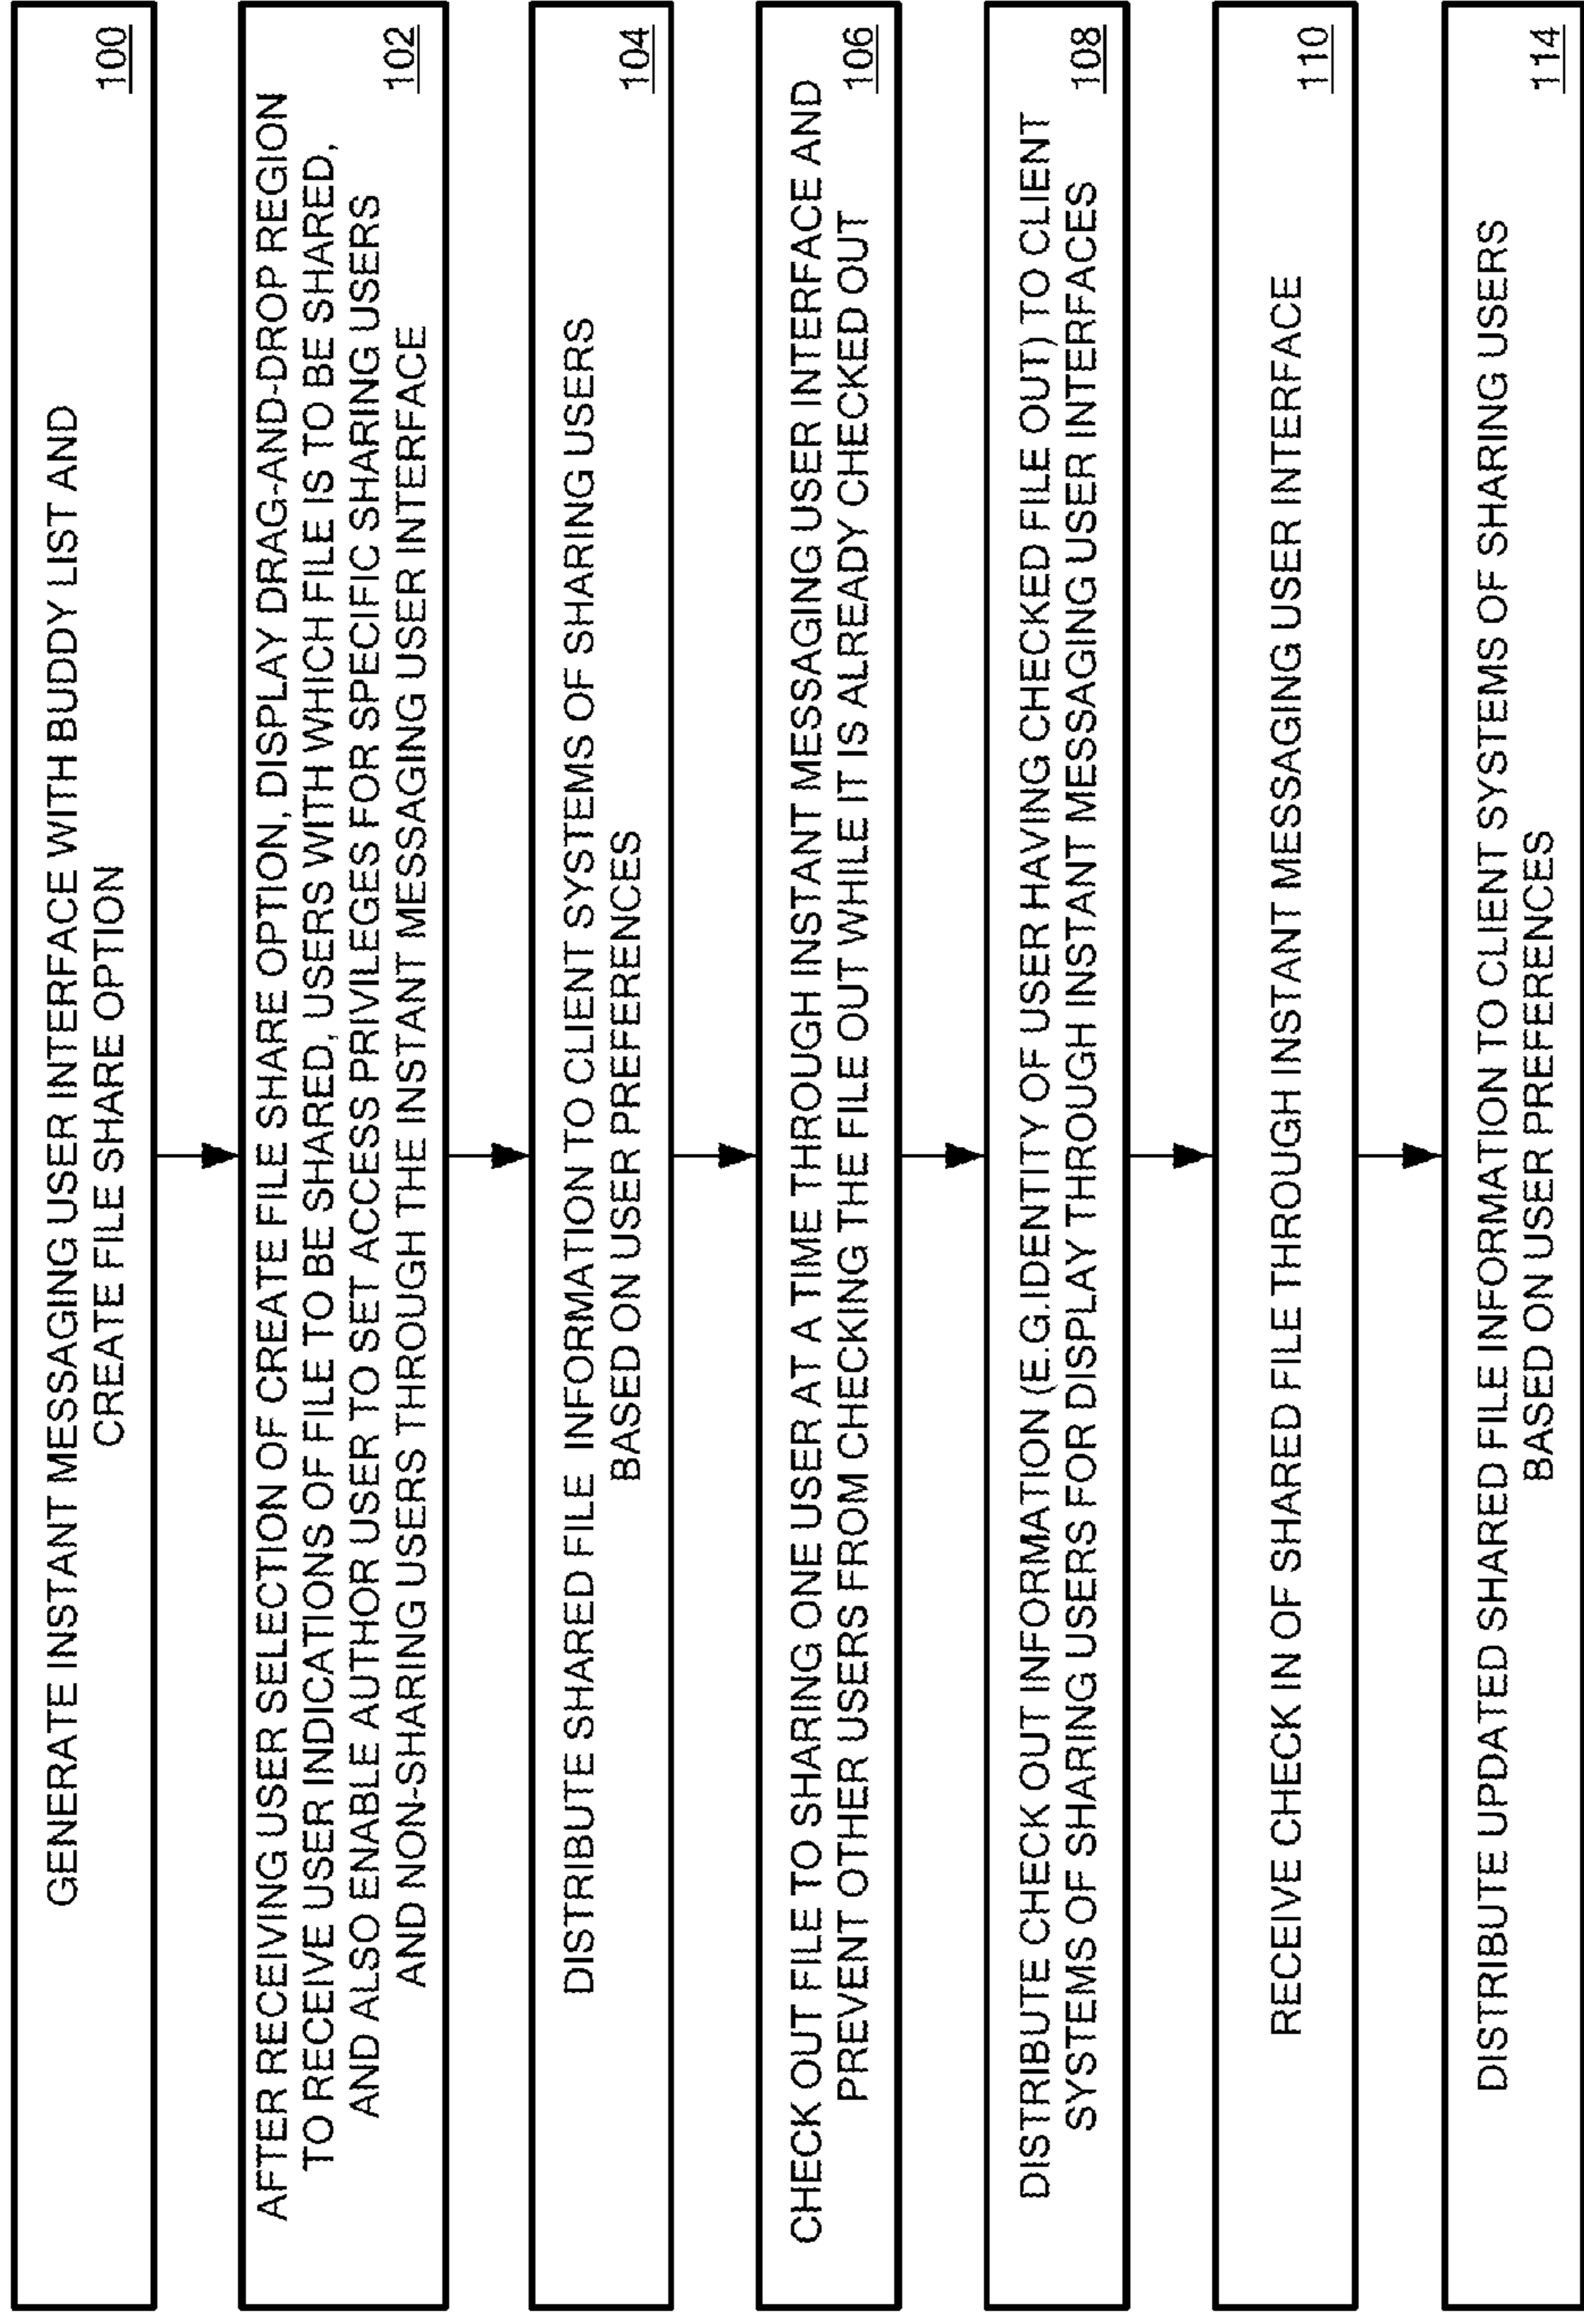 GENERATE INSTANT MESSAGING USER INTERFACE WITH BUDDY LIST AND
CREATE FILE SHARE OPTION
100
AFTER RECEIVING USER SELECTION OF CREATE FILE SHARE OPTION, DISPLAY DRAG-AND-DROP REGION
TO RECEIVE USER INDICATIONS OF FILE TO BE SHARED, USERS WITH WHICH FILE IS TO BE SHARED,
AND ALSO ENABLE AUTHOR USER TO SET ACCESS PRIVILEGES FOR SPECIFIC SHARING USERS
AND NON-SHARING USERS THROUGH THE INSTANT MESSAGING USER INTERFACE
102
DISTRIBUTE SHARED FILE INFORMATION TO CLIENT SYSTEMS OF SHARING USERS
BASED ON USER PREFERENCES
104
CHECK OUT FILE TO SHARING ONE USER AT A TIME THROUGH INSTANT MESSAGING USER INTERFACE AND
PREVENT OTHER USERS FROM CHECKING THE FILE OUT WHILE IT IS ALREADY CHECKED OUT
106
DISTRIBUTE CHECK OUT INFORMATION (E.G.IDENTITY OF USER HAVING CHECKED FILE OUT) TO CLIENT
SYSTEMS OF SHARING USERS FOR DISPLAY THROUGH INSTANT MESSAGING USER INTERFACES
108
RECEIVE CHECK IN OF SHARED FILE THROUGH INSTANT MESSAGING USER INTERFACE
110
DISTRIBUTE UPDATED SHARED FILE INFORMATION TO CLIENT SYSTEMS OF SHARING USERS
BASED ON USER PREFERENCES
114